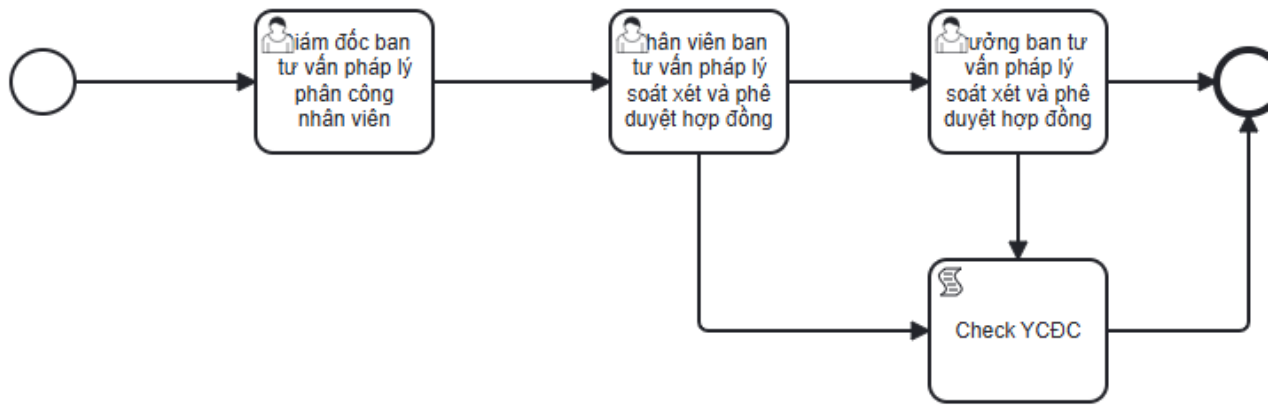 iám đốc ban
tư vấn pháp lý
phân công
nhân viên
hân viên ban
tư vấn pháp lý
soát xét và phê
duyệt hợp đồng
ưởng ban tư
vấn pháp lý
soát xét và phê
duyệt hợp đồng
Check YCĐC